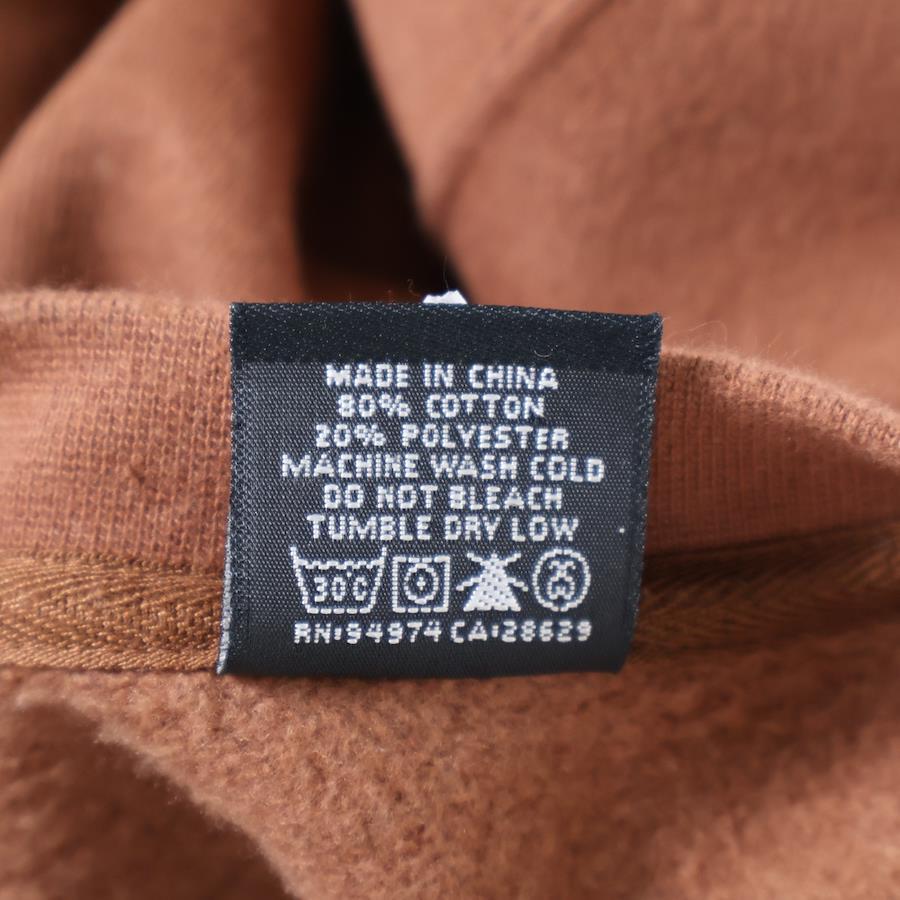 MADE IN CHINA
80% COTTON
20% POLYESTER
MACHINE WASH COLD
DO NOT BLEACH
TUMBLE DRY LOW
30C
RN:94974 CA:28629